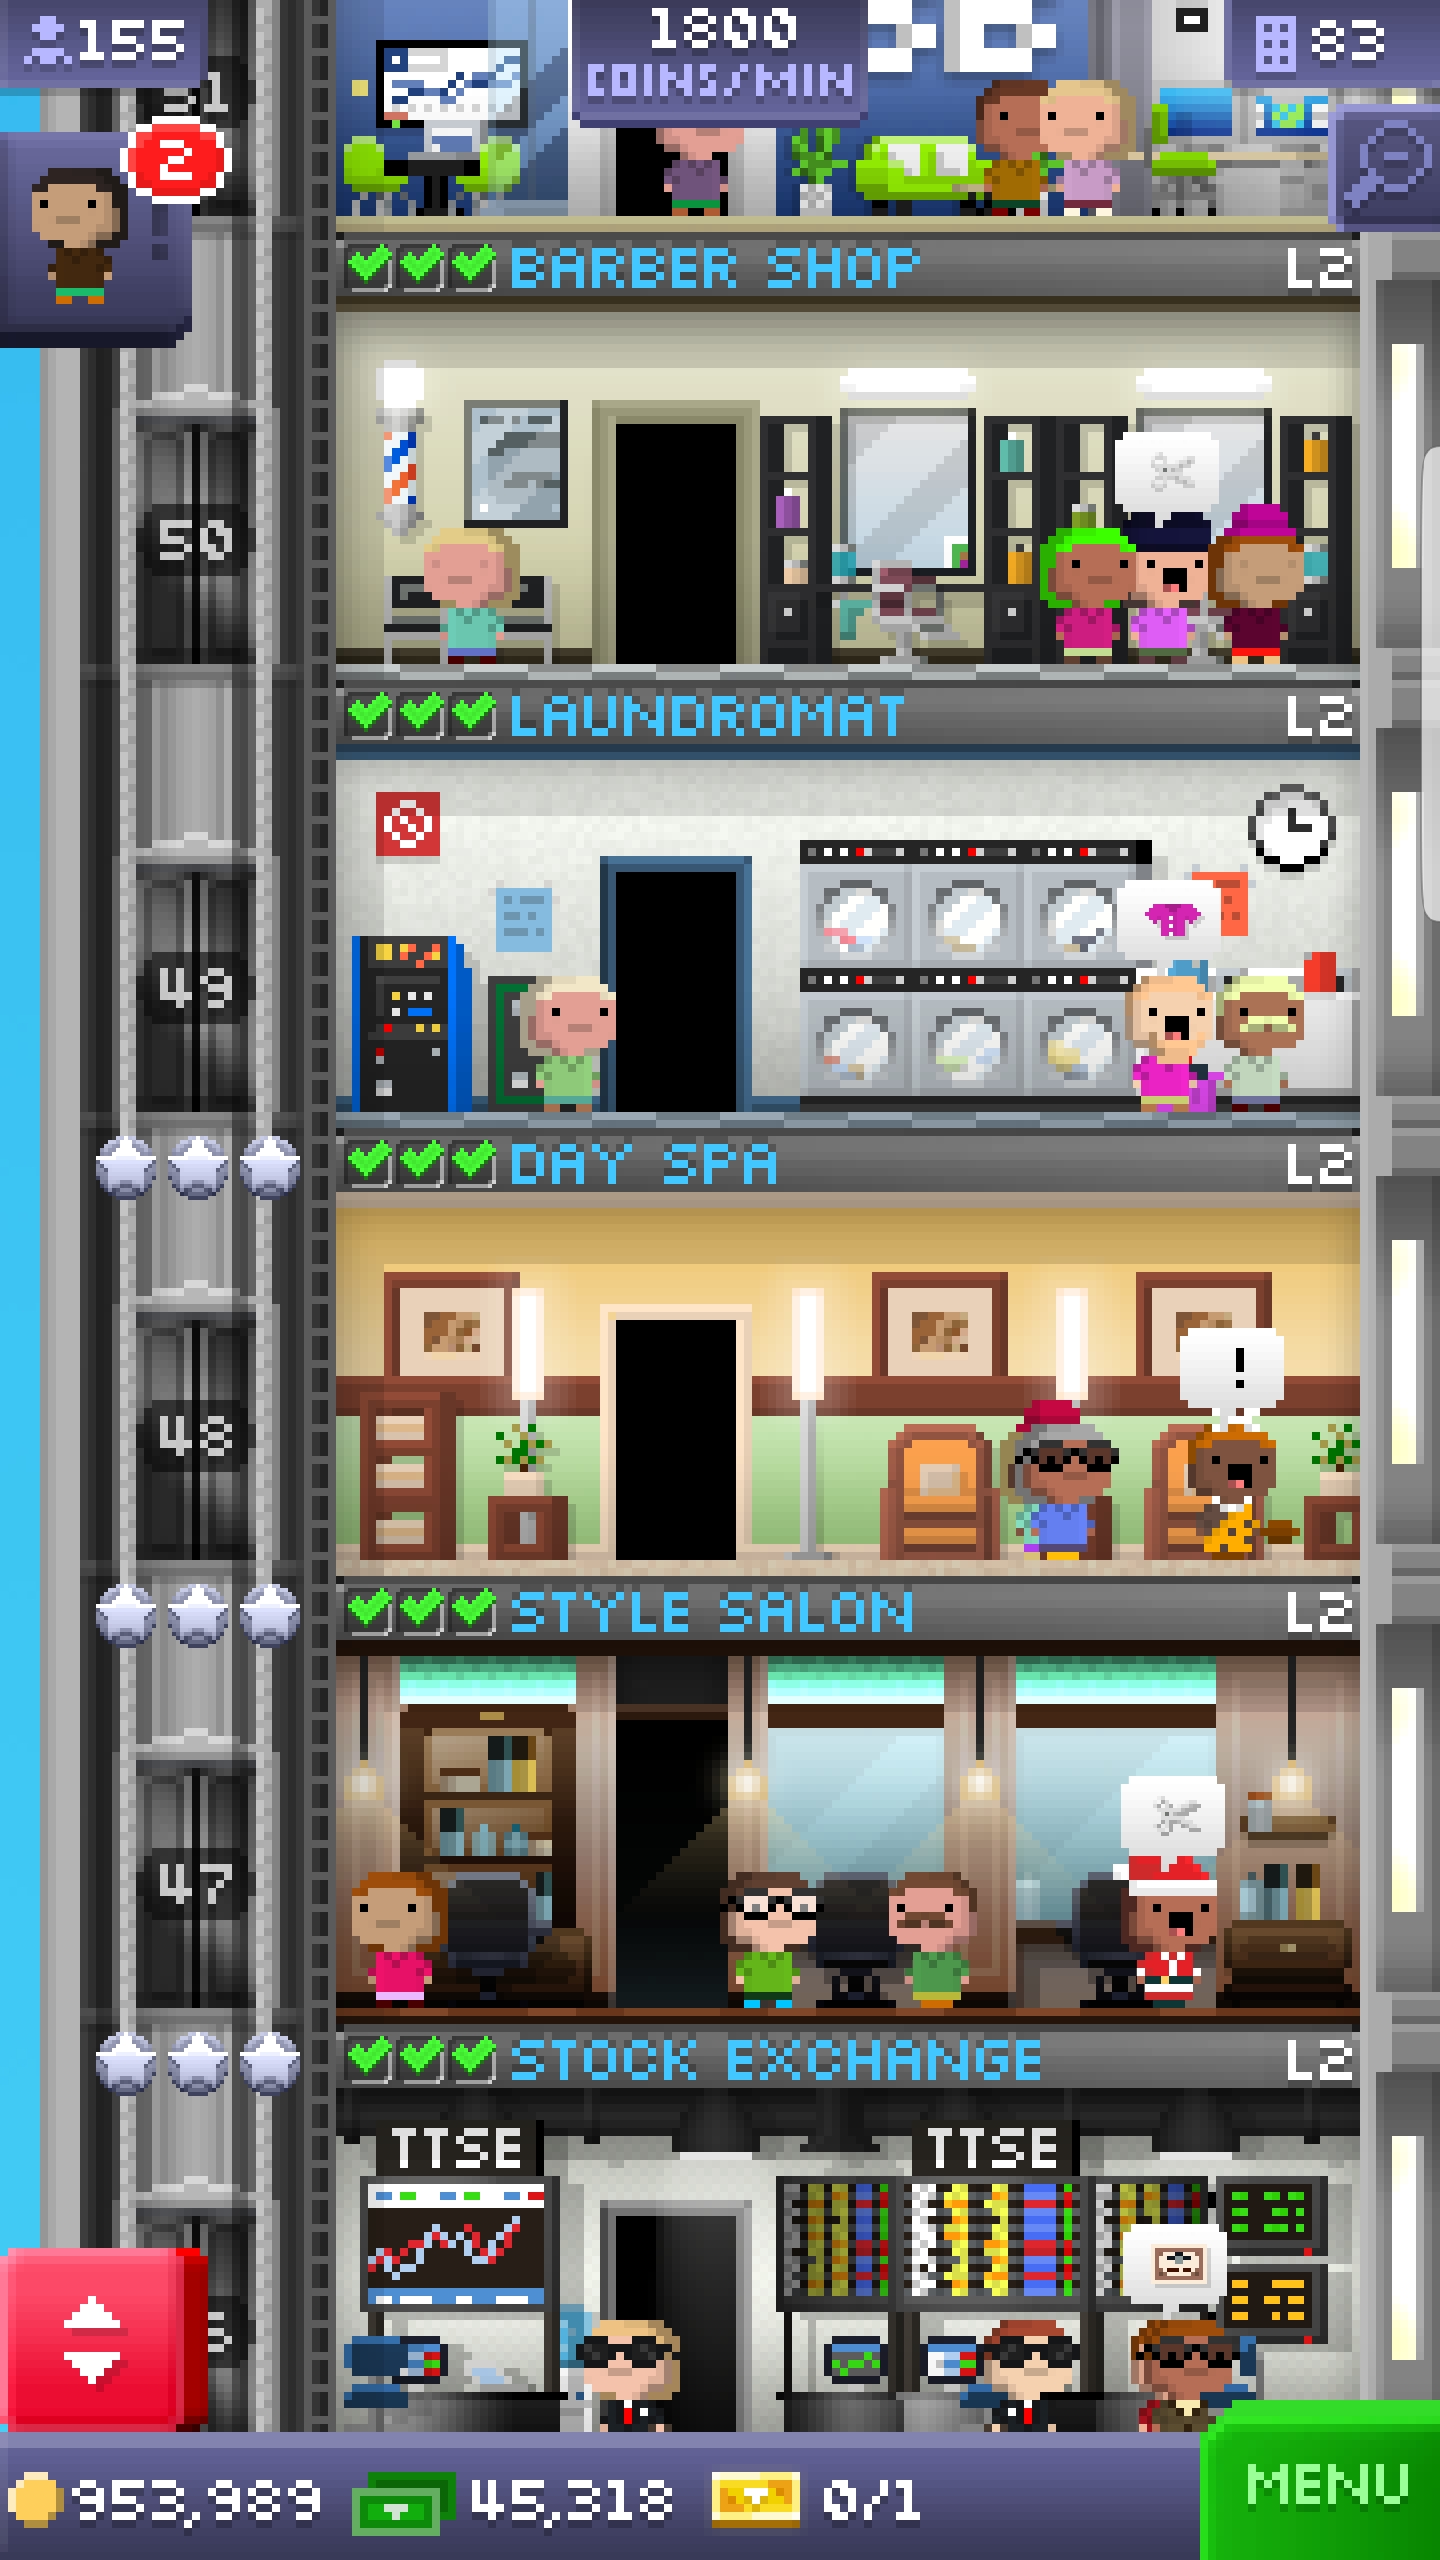 155
1800
COINS/MIN
83
51
2
BARBER SHOP
L2
50
LAUNDROMAT
L2
49
DAY SPA
L2
!
48
STYLE SALON
L2
47
STOCK EXCHANGE
L2
TTSE
TTSE
953,989
45,318
0/1
MENU